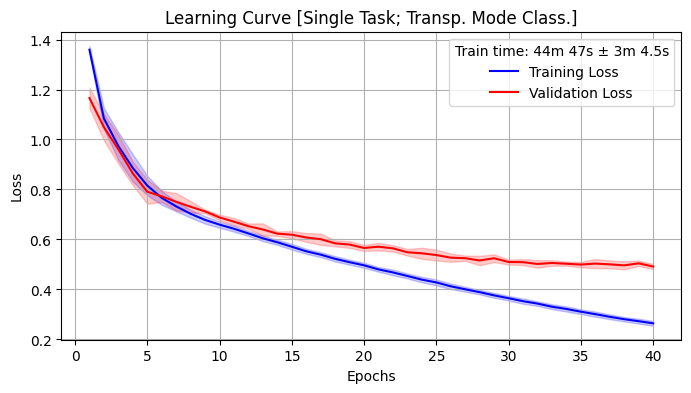 Learning Curve [Single Task; Transp. Mode Class.]
Train time: 44m 47s ± 3m 4.5s
Training Loss
Validation Loss
Loss
1.4
1.2
1.0
0.8
0.6
0.4
0.2
0 5 10 15 20 25 30 35 40
Epochs